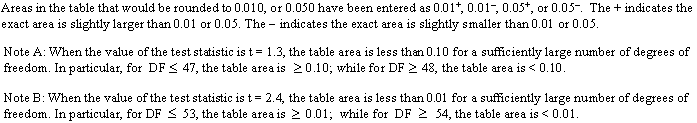 Areas in the table that would be rounded to 0.010, or 0.050 have been entered as 0.01⁺, 0.01⁻, 0.05⁺, or 0.05⁻. The + indicates the
exact area is slightly larger than 0.01 or 0.05. The – indicates the exact area is slightly smaller than 0.01 or 0.05.
Note A: When the value of the test statistic is t = 1.3, the table area is less than 0.10 for a sufficiently large number of degrees of
freedom. In particular, for DF ≤ 47, the table area is ≥ 0.10; while for DF ≥ 48, the table area is < 0.10.
Note B: When the value of the test statistic is t = 2.4, the table area is less than 0.01 for a sufficiently large number of degrees of
freedom. In particular, for DF ≤ 53, the table area is ≥ 0.01; while for DF ≥ 54, the table area is < 0.01.